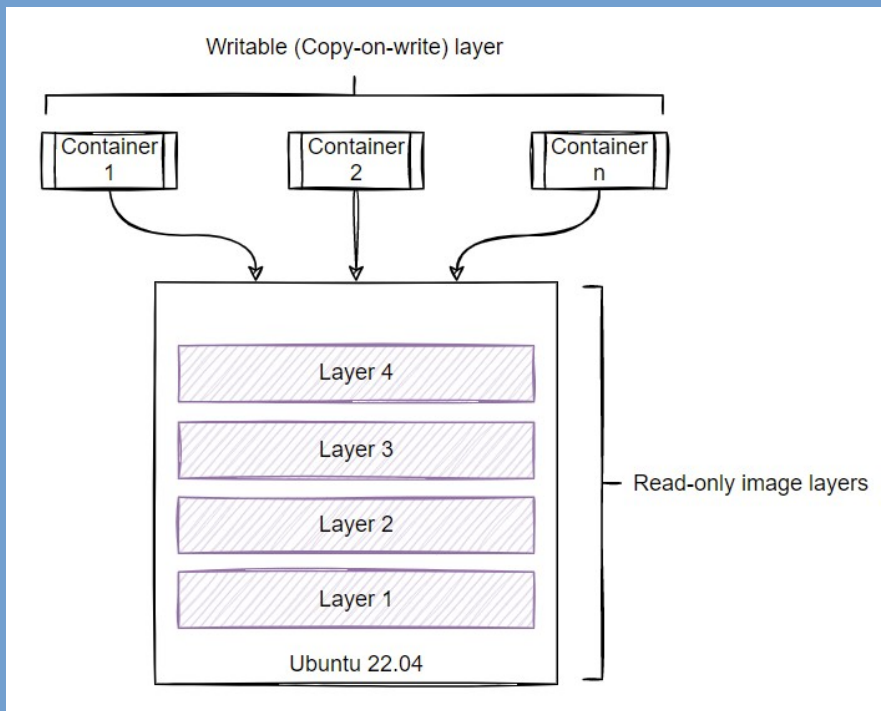 Writable (Copy-on-write) layer
Container
1
Container
2
Container
n
Layer 4
Layer 3
Read-only image layers
Layer 2
Layer 1
Ubuntu 22.04